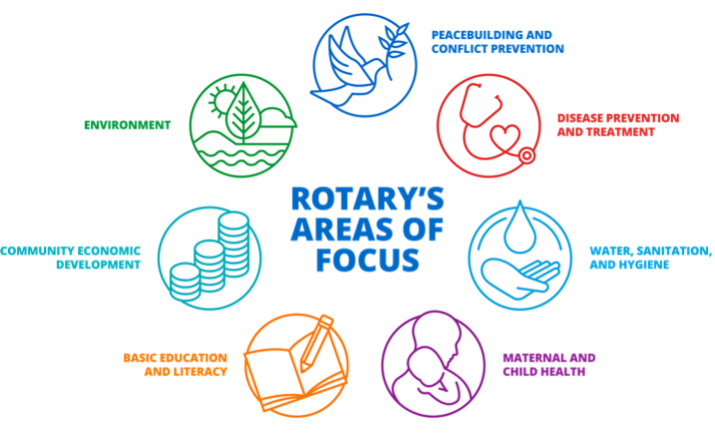 PEACEBUILDING AND
CONFLICT PREVENTION
DISEASE PREVENTION
AND TREATMENT
WATER, SANITATION,
AND HYGIENE
MATERNAL AND
CHILD HEALTH
BASIC EDUCATION
AND LITERACY
COMMUNITY ECONOMIC
DEVELOPMENT
ENVIRONMENT
ROTARY'S
AREAS OF
FOCUS